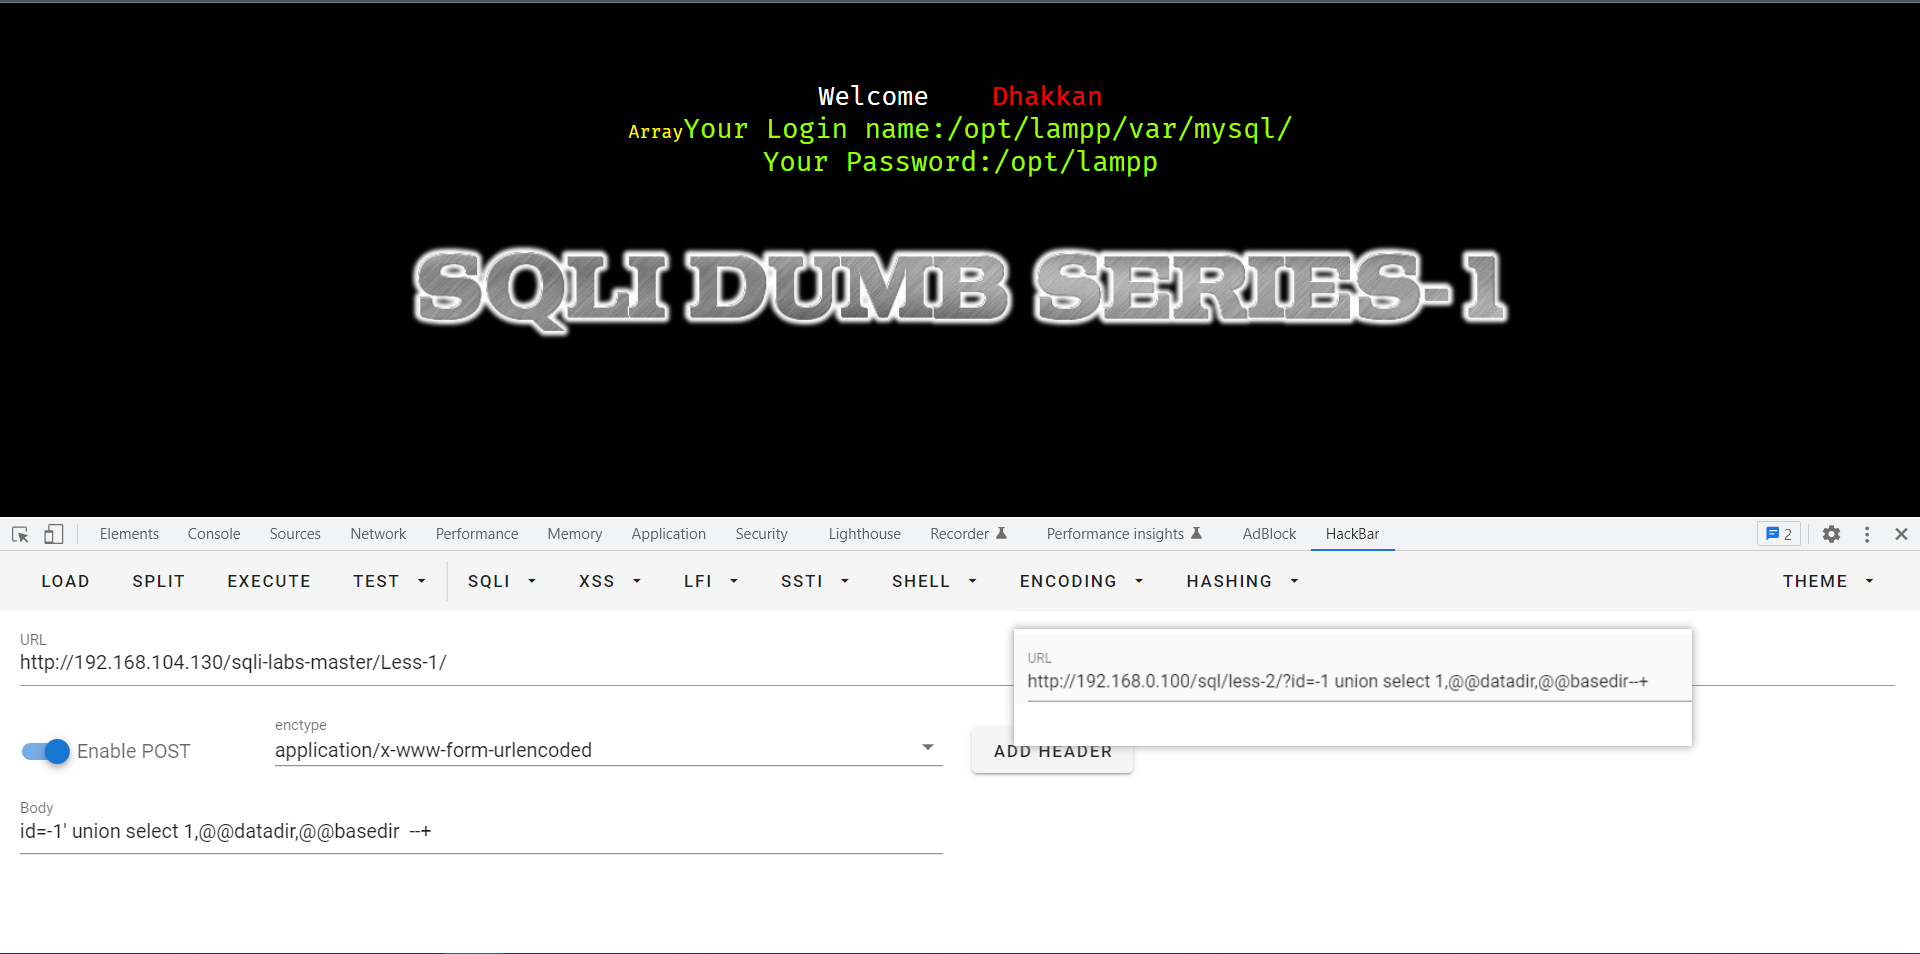 Welcome Dhakkan
ArrayYour Login name:/opt/lampp/var/mysql/
Your Password:/opt/lampp
SQLI DUMB SERIES-1
Elements Console Sources Network Performance Memory Application Security Lighthouse Recorder Performance insights AdBlock HackBar 2
LOAD SPLIT EXECUTE TEST SQLI XSS LFI SSTI SHELL ENCODING HASHING THEME
URL
http://192.168.104.130/sqli-labs-master/Less-1/
URL
http://192.168.0.100/sql/less-2/?id=-1 union select 1,@@datadir,@@basedir--+
Enable POST
enctype
application/x-www-form-urlencoded
ADD HEADER
Body
id=-1' union select 1,@@datadir,@@basedir  --+